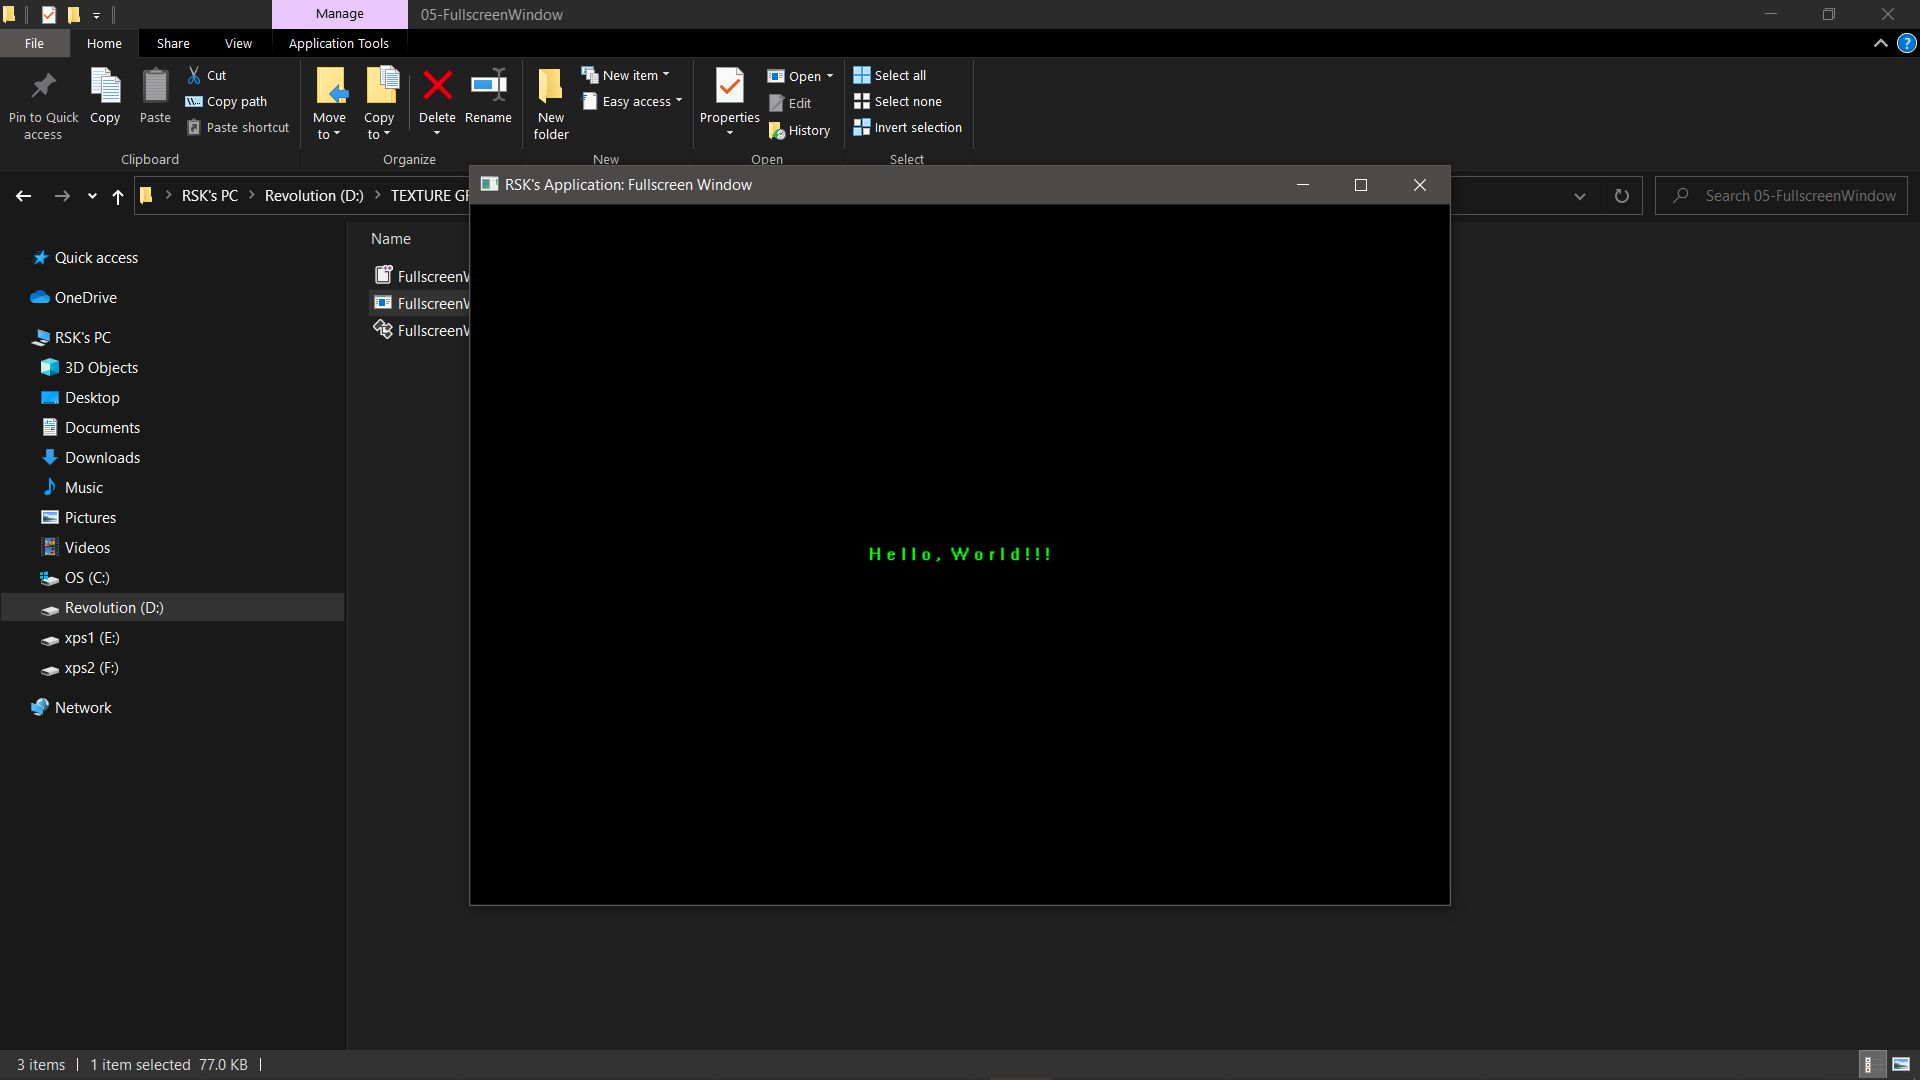 Manage
05-FullscreenWindow
File
Home
Share
View
Application Tools
Pin to Quick access
Copy
Paste
Cut
Copy path
Paste shortcut
Clipboard
Move to
Copy to
Delete
Rename
Organize
New folder
New item
Easy access
New
Properties
Open
Edit
History
Open
Select all
Select none
Invert selection
Select
RSK's PC
Revolution (D:)
TEXTURE GR
Search 05-FullscreenWindow
RSK's Application: Fullscreen Window
Name
FullscreenW
FullscreenW
FullscreenW
Quick access
OneDrive
RSK's PC
3D Objects
Desktop
Documents
Downloads
Music
Pictures
Videos
OS (C:)
Revolution (D:)
xps1 (E:)
xps2 (F:)
Network
Hello, World!!!
3 items
1 item selected 77.0 KB